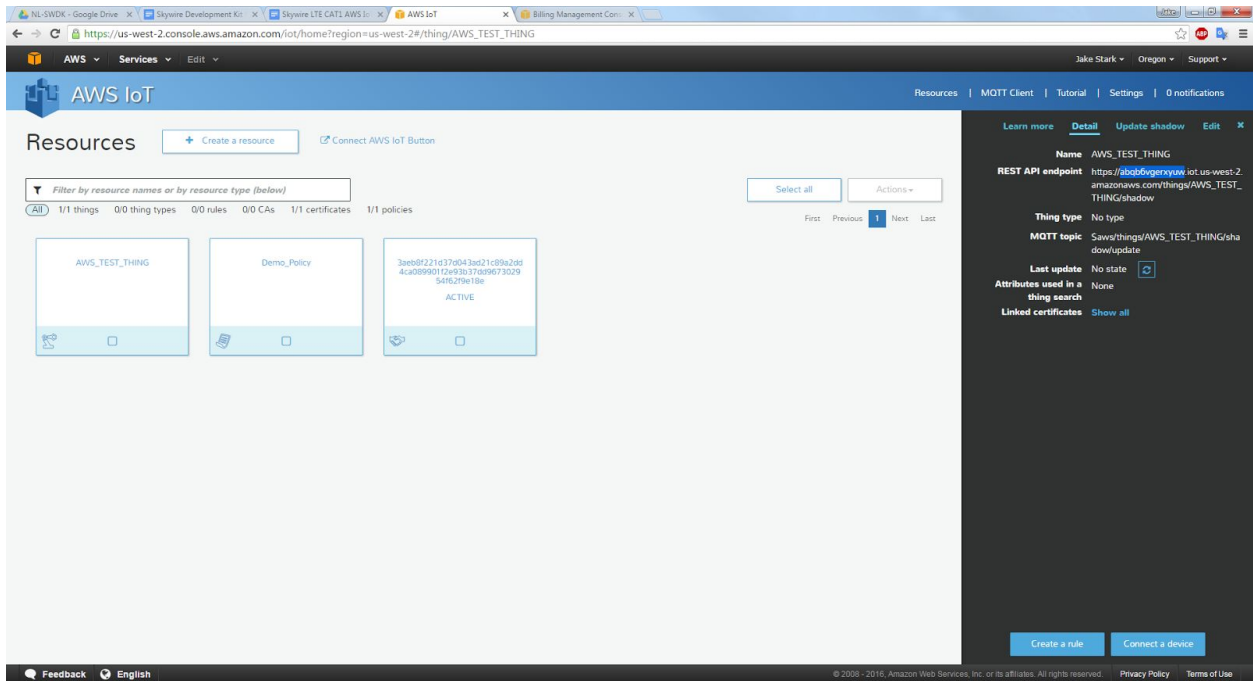 NL-SWDK - Google Drive
Skywire Development Kit
Skywire LTE CAT1 AWS Io
AWS IoT
Billing Management Con
Jake
https://us-west-2.console.aws.amazon.com/iot/home?region=us-west-2#/thing/AWS_TEST_THING
ABP
AWS
Services
Edit
Jake Stark
Oregon
Support
AWS IoT
Resources | MQTT Client | Tutorial | Settings | 0 notifications
Resources
+ Create a resource
Connect AWS IoT Button
Filter by resource names or by resource type (below)
All 1/1 things 0/0 thing types 0/0 rules 0/0 CAs 1/1 certificates 1/1 policies
Select all
Actions
First Previous 1 Next Last
AWS_TEST_THING
Demo_Policy
3aeb8f221d37d043ad21c89a2dd
4ca089901f2e93b37dd9673029
54f62f9e18e
ACTIVE
Learn more Detail Update shadow Edit ×
Name AWS_TEST_THING
REST API endpoint https://abqb6vgerxyuw.iot.us-west-2.
amazonaws.com/things/AWS_TEST_
THING/shadow
Thing type No type
MQTT topic $aws/things/AWS_TEST_THING/sha
dow/update
Last update No state
Attributes used in a None
thing search
Linked certificates Show all
Create a rule
Connect a device
Feedback
English
© 2008 - 2016, Amazon Web Services, Inc. or its affiliates. All rights reserved.
Privacy Policy
Terms of Use